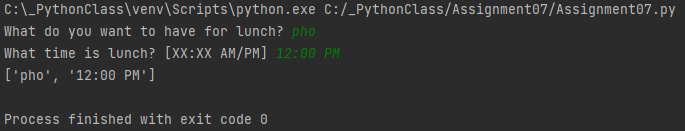 C:\_PythonClass\venv\Scripts\python.exe C:/_PythonClass/Assignment07/Assignment07.py
What do you want to have for lunch? pho
What time is lunch? [XX:XX AM/PM] 12:00 PM
['pho', '12:00 PM']
Process finished with exit code 0